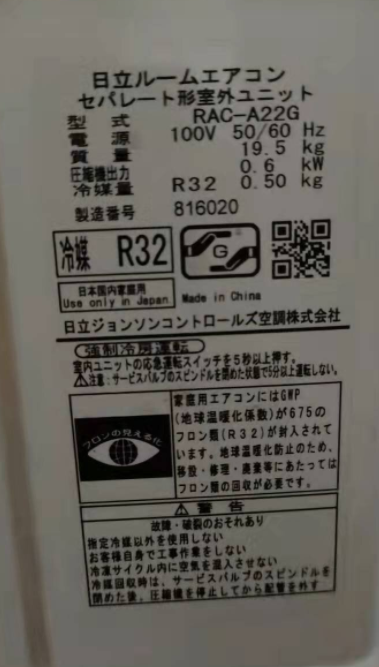 日立ルームエアコン
セパレート形室外ユニット
型式 RAC-A22G
電源 100V 50/60 Hz
質量 19.5 kg
圧縮機出力 0.6 kW
冷媒量 R32 0.50 kg
製造番号 816020
冷媒 R32
G
日本国内家庭用
Use only in Japan
Made in China
日立ジョンソンコントロールズ空調株式会社
強制冷房運転
室内ユニットの応急運転スイッチを5秒以上押す。
⚠注意:サービスバルブのスピンドルを閉めた状態で5分以上運転しない。
フロンの見える化
家庭用エアコンにはGWP
(地球温暖化係数)が675の
フロン類(R32)が封入されて
います。地球温暖化防止のため、
移設・修理・廃棄等にあたっては
フロン類の回収が必要です。
⚠警告
故障・破裂のおそれあり
指定冷媒以外を使用しない
お客様自身で工事作業をしない
冷凍サイクル内に空気を混入させない
冷媒回収時は、サービスバルブのスピンドルを
閉めた後、圧縮機を停止してから配管を外す